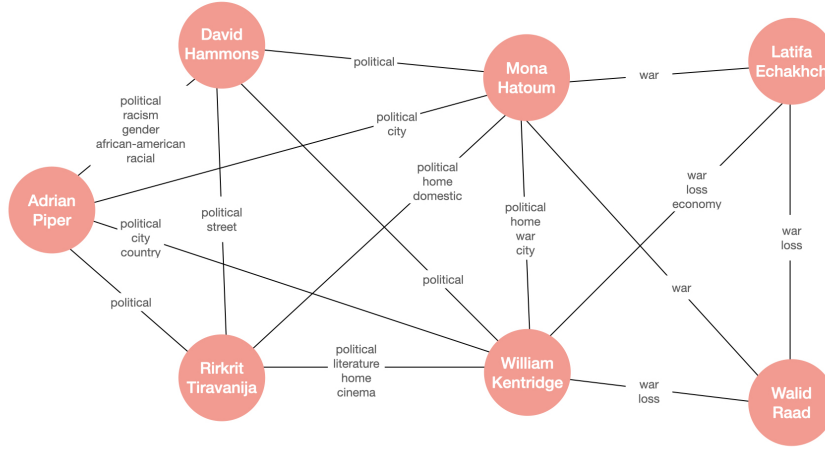 David
Hammons
political
Mona
Hatoum
war
Latifa
Echakhch
political
racism
gender
african-american
racial
political
city
political
home
domestic
war
loss
economy
Adrian
Piper
political
city
country
political
street
political
home
war
city
war
loss
political
political
war
Rirkrit
Tiravanija
political
literature
home
cinema
William
Kentridge
war
loss
Walid
Raad